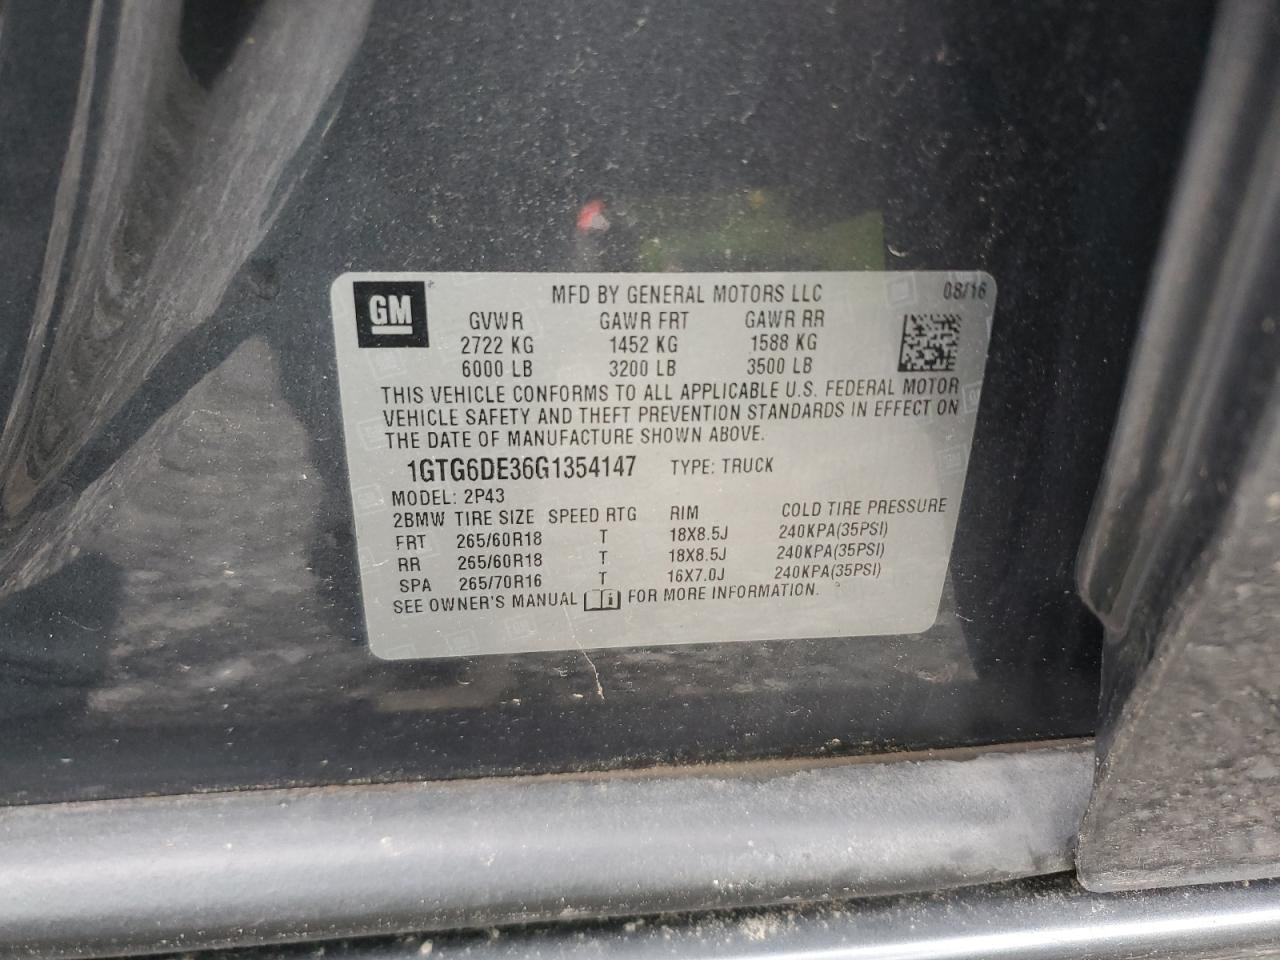 GM
MFD BY GENERAL MOTORS LLC 08/16
GVWR GAWR FRT GAWR RR
2722 KG 1452 KG 1588 KG
6000 LB 3200 LB 3500 LB
THIS VEHICLE CONFORMS TO ALL APPLICABLE U.S. FEDERAL MOTOR
VEHICLE SAFETY AND THEFT PREVENTION STANDARDS IN EFFECT ON
THE DATE OF MANUFACTURE SHOWN ABOVE.
1GTG6DE36G1354147 TYPE: TRUCK
MODEL: 2P43
2BMW TIRE SIZE SPEED RTG RIM COLD TIRE PRESSURE
FRT 265/60R18 T 18X8.5J 240KPA(35PSI)
RR 265/60R18 T 18X8.5J 240KPA(35PSI)
SPA 265/70R16 T 16X7.0J 240KPA(35PSI)
SEE OWNER'S MANUAL FOR MORE INFORMATION.